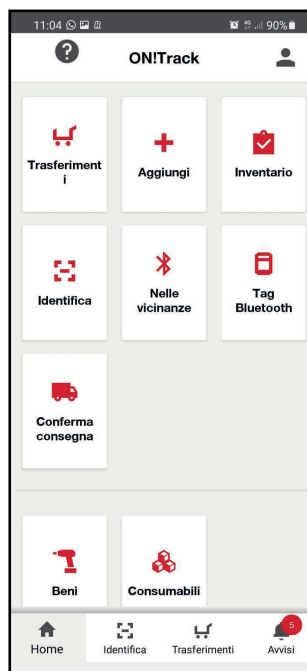 11:04
90%
?
ON!Track
Trasferiment
i
Aggiungi
Inventario
Identifica
Nelle
vicinanze
Tag
Bluetooth
Conferma
consegna
Beni
Consumabili
5
Home
Identifica
Trasferimenti
Avvisi